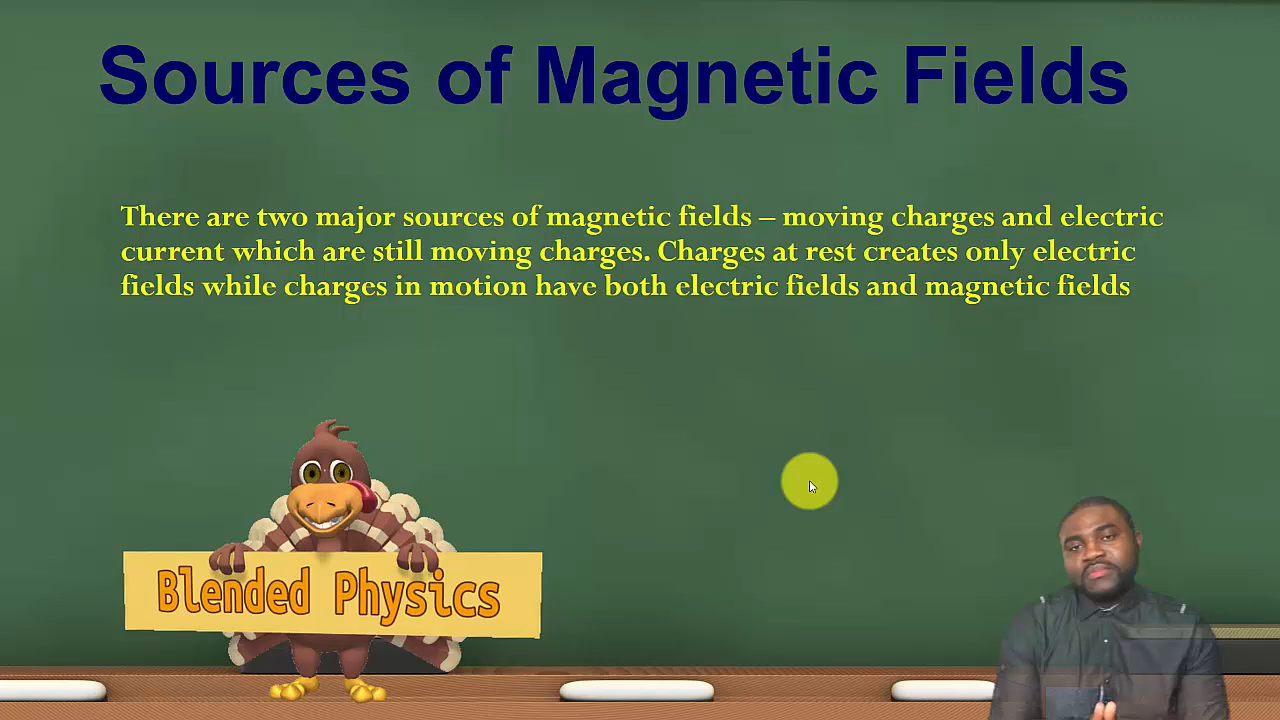 Sources of Magnetic Fields
There are two major sources of magnetic fields – moving charges and electric
current which are still moving charges. Charges at rest creates only electric
fields while charges in motion have both electric fields and magnetic fields
Blended Physics